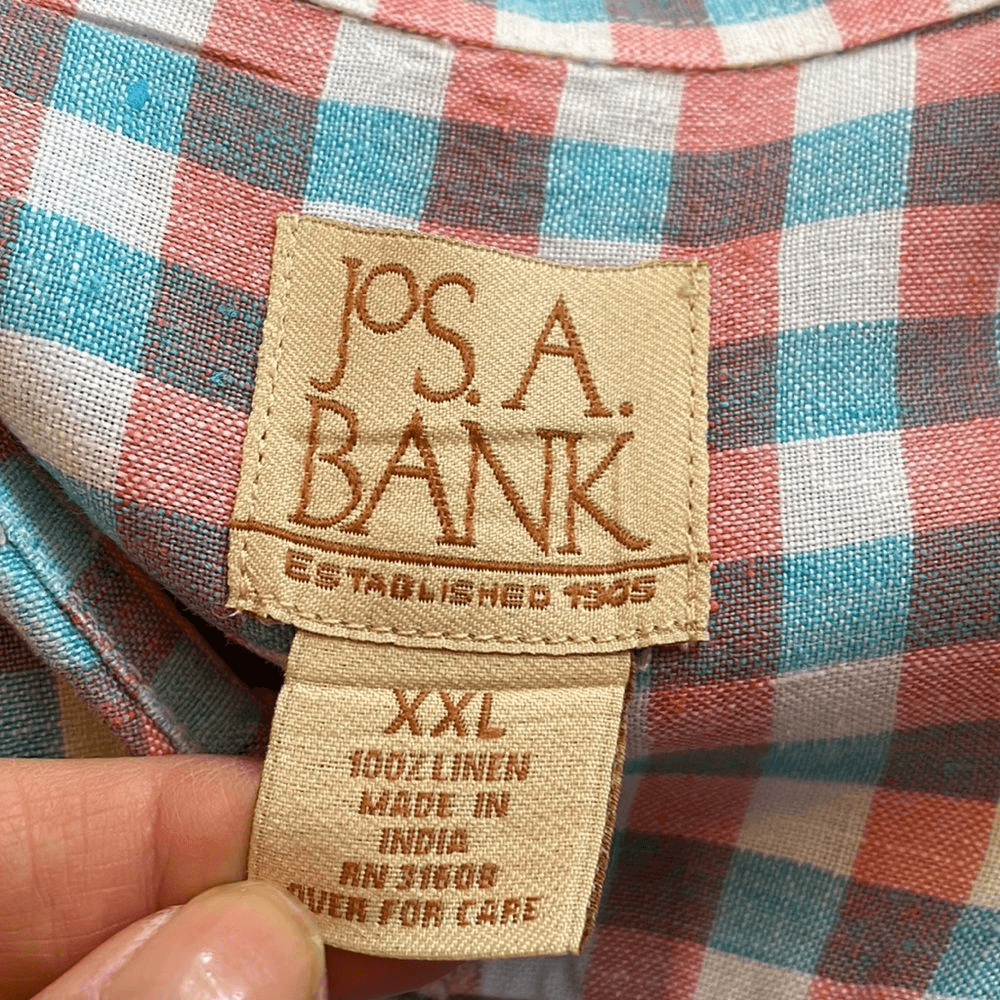 JOS. A.
BANK
ESTABLISHED 1905
XXL
100% LINEN
MADE IN
INDIA
RN 31608
OVER FOR CARE